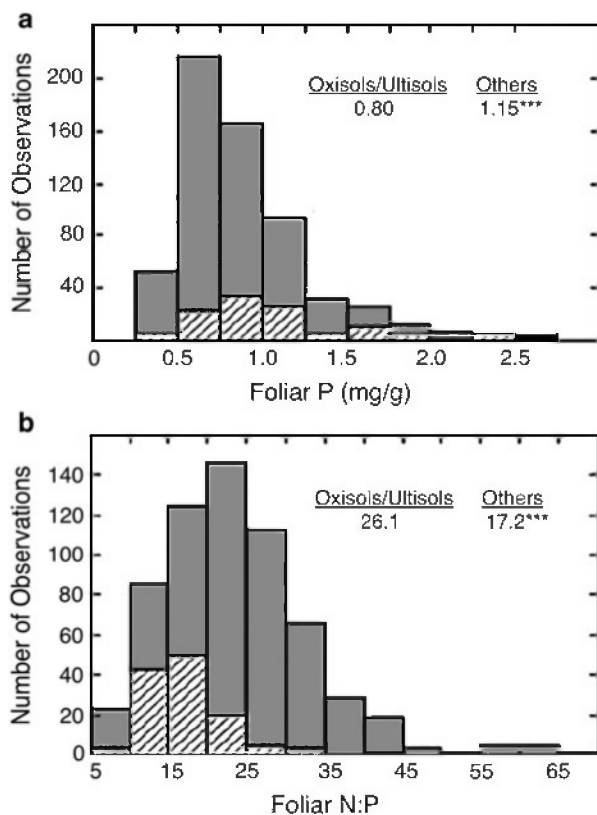 a
Number of Observations
200
160
120
80
40
0 0.5 1.0 1.5 2.0 2.5
Foliar P (mg/g)
Oxisols/Ultisols Others
0.80 1.15***
b
Number of Observations
140
120
100
80
60
40
20
0
5 15 25 35 45 55 65
Foliar N:P
Oxisols/Ultisols Others
26.1 17.2***